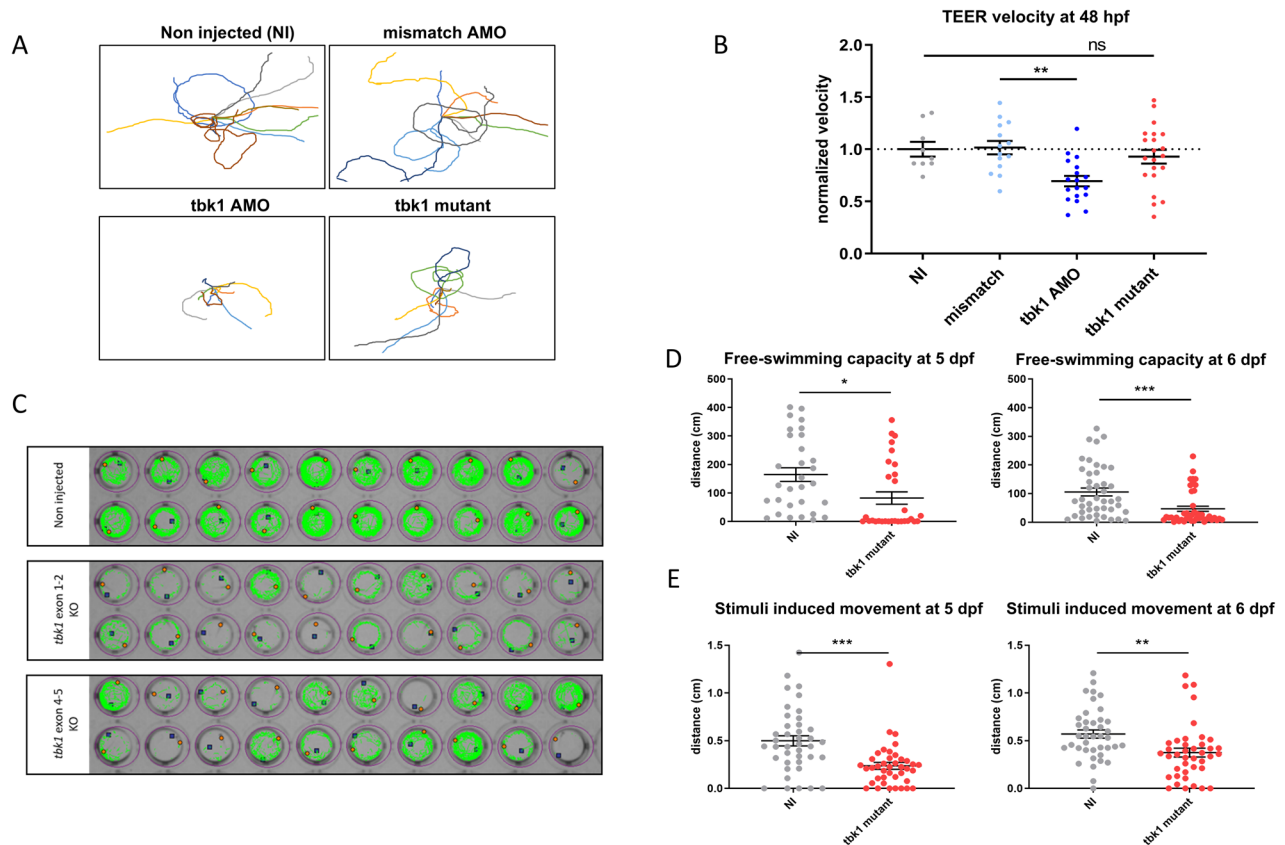 A
Non injected (NI)
mismatch AMO
tbk1 AMO
tbk1 mutant
B
TEER velocity at 48 hpf
normalized velocity
2.0
1.5
1.0
0.5
0.0
ns
**
NI
mismatch
tbk1 AMO
tbk1 mutant
C
Non injected
tbk1 exon 1-2
KO
tbk1 exon 4-5
KO
D
Free-swimming capacity at 5 dpf
distance (cm)
500
400
300
200
100
0
*
NI
tbk1 mutant
Free-swimming capacity at 6 dpf
distance (cm)
500
400
300
200
100
0
***
NI
tbk1 mutant
E
Stimuli induced movement at 5 dpf
distance (cm)
1.5
1.0
0.5
0.0
***
NI
tbk1 mutant
Stimuli induced movement at 6 dpf
distance (cm)
1.5
1.0
0.5
0.0
**
NI
tbk1 mutant